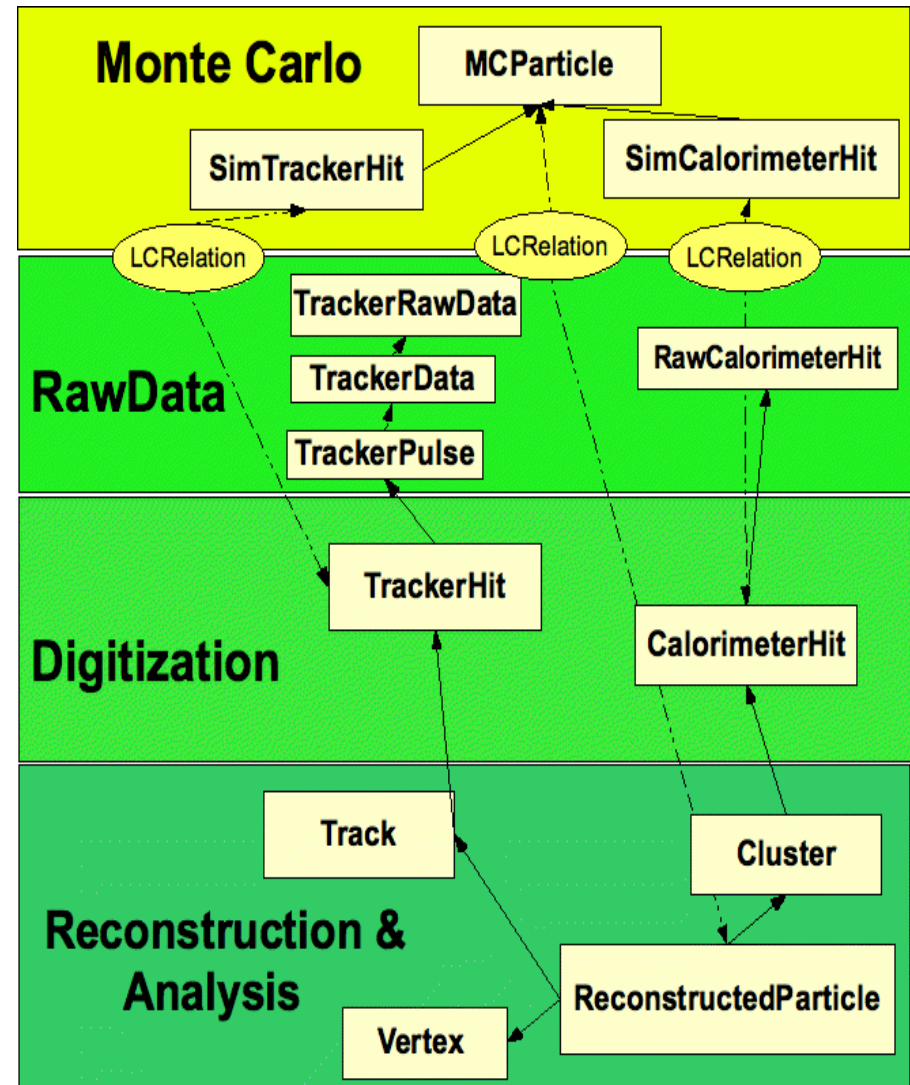 Monte Carlo
MCParticle
SimTrackerHit
SimCalorimeterHit
LCRelation
LCRelation
LCRelation
TrackerRawData
RawCalorimeterHit
TrackerData
RawData
TrackerPulse
TrackerHit
CalorimeterHit
Digitization
Track
Cluster
Reconstruction &
Analysis
ReconstructedParticle
Vertex